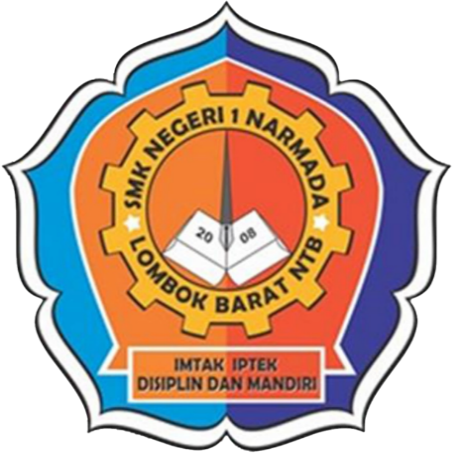 SMK NEGERI 1 NARMADA
20 08
LOMBOK BARAT NTB
IMTAK IPTEK
DISIPLIN DAN MANDIRI